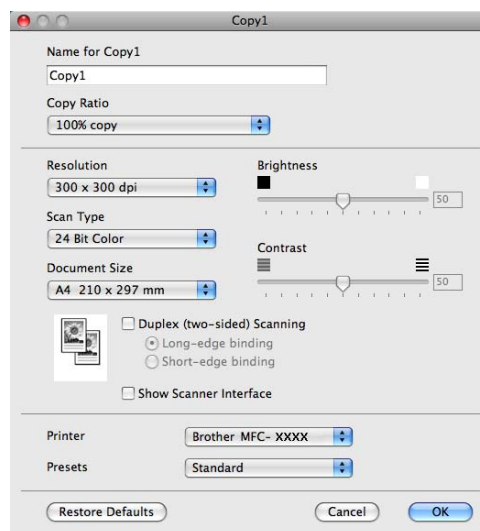 Copy1
Name for Copy1
Copy1
Copy Ratio
100% copy
Resolution
300 x 300 dpi
Scan Type
24 Bit Color
Document Size
A4 210 x 297 mm
Brightness
50
Contrast
50
Duplex (two-sided) Scanning
Long-edge binding
Short-edge binding
Show Scanner Interface
Printer
Brother MFC- XXXX
Presets
Standard
Restore Defaults
Cancel
OK